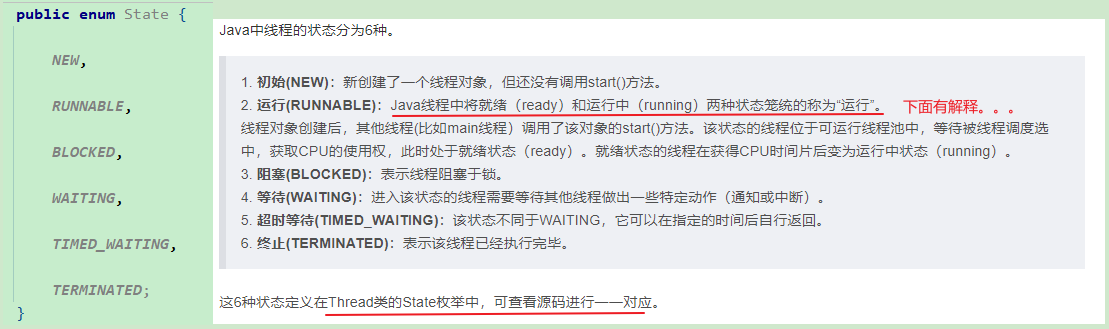 public enum State {
NEW,
RUNNABLE,
BLOCKED,
WAITING,
TIMED_WAITING,
TERMINATED;
}
Java中线程的状态分为6种。
1. 初始(NEW)：新创建了一个线程对象，但还没有调用start()方法。
2. 运行(RUNNABLE)：Java线程中将就绪（ready）和运行中（running）两种状态笼统的称为“运行”。 下面有解释。。。
线程对象创建后，其他线程(比如main线程）调用了该对象的start()方法。该状态的线程位于可运行线程池中，等待被线程调度选
中，获取CPU的使用权，此时处于就绪状态（ready）。就绪状态的线程在获得CPU时间片后变为运行中状态（running）。
3. 阻塞(BLOCKED)：表示线程阻塞于锁。
4. 等待(WAITING)：进入该状态的线程需要等待其他线程做出一些特定动作（通知或中断）。
5. 超时等待(TIMED_WAITING)：该状态不同于WAITING，它可以在指定的时间后自行返回。
6. 终止(TERMINATED)：表示该线程已经执行完毕。
这6种状态定义在Thread类的State枚举中，可查看源码进行一一对应。